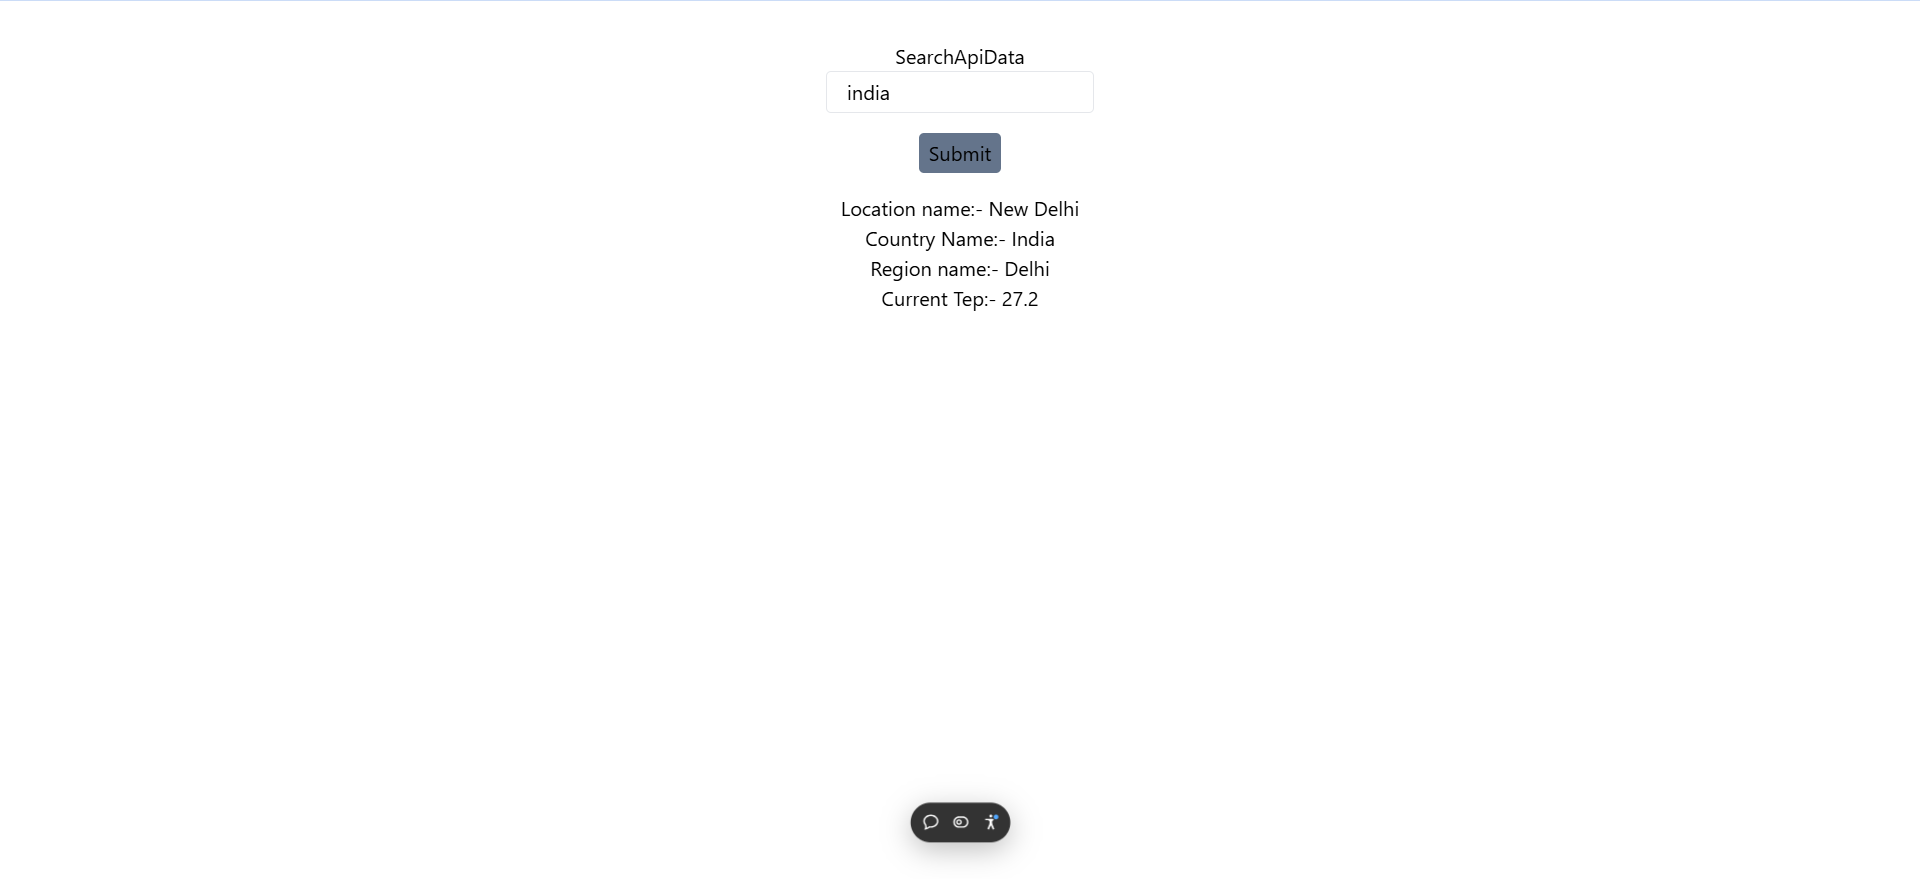 SearchApiData
india
Submit
Location name:- New Delhi
Country Name:- India
Region name:- Delhi
Current Tep:- 27.2